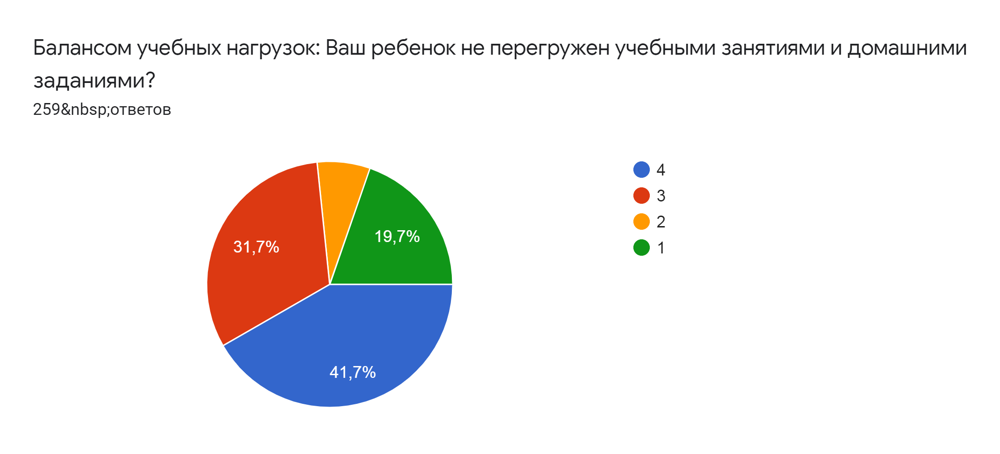 Балансом учебных нагрузок: Ваш ребенок не перегружен учебными занятиями и домашними
заданиями?
259&nbsp;ответов
4
3
2
1
31,7%
19,7%
41,7%